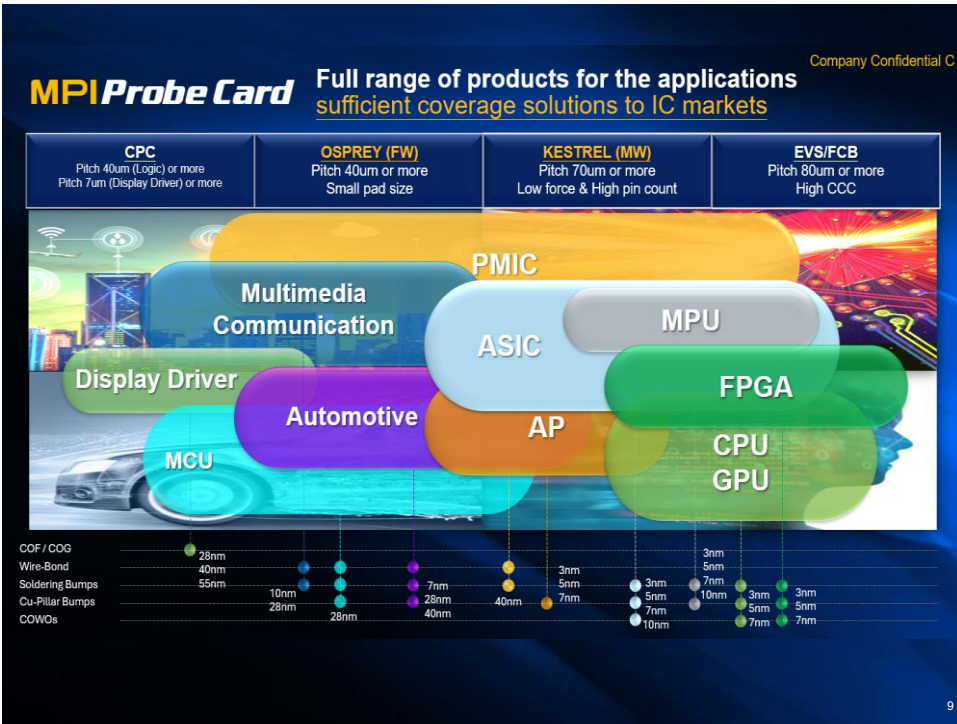 Company Confidential C
MPI Probe Card
Full range of products for the applications
sufficient coverage solutions to IC markets
CPC
Pitch 40um (Logic) or more
Pitch 7um (Display Driver) or more
OSPREY (FW)
Pitch 40um or more
Small pad size
KESTREL (MW)
Pitch 70um or more
Low force & High pin count
EVS/FCB
Pitch 80um or more
High CCC
PMIC
Multimedia
Communication
ASIC
MPU
Display Driver
FPGA
Automotive
AP
MCU
CPU
GPU
COF / COG
Wire-Bond
Soldering Bumps
Cu-Pillar Bumps
COWOs
28nm
40nm
55nm
10nm
28nm
28nm
7nm
28nm
40nm
40nm
3nm
5nm
7nm
3nm
5nm
7nm
10nm
3nm
5nm
7nm
10nm
3nm
5nm
7nm
3nm
5nm
7nm
9